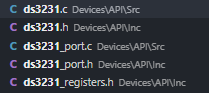 C ds3231.c Devices\API\Src
C ds3231.h Devices\API\Inc
C ds3231_port.c Devices\API\Src
C ds3231_port.h Devices\API\Inc
C ds3231_registers.h Devices\API\Inc